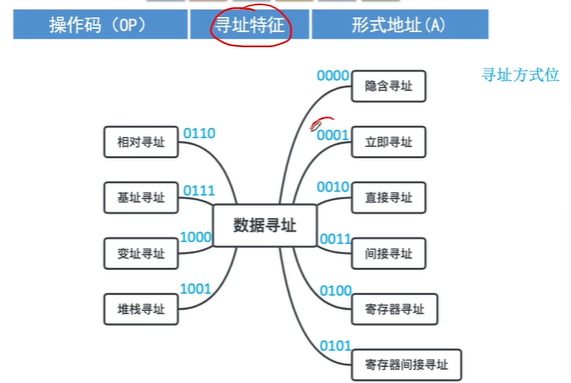 操作码（OP） 寻址特征 形式地址(A)
寻址方式位
0000 隐含寻址
0001 立即寻址
0010 直接寻址
0011 间接寻址
0100 寄存器寻址
0101 寄存器间接寻址
数据寻址
相对寻址 0110
基址寻址 0111
变址寻址 1000
堆栈寻址 1001